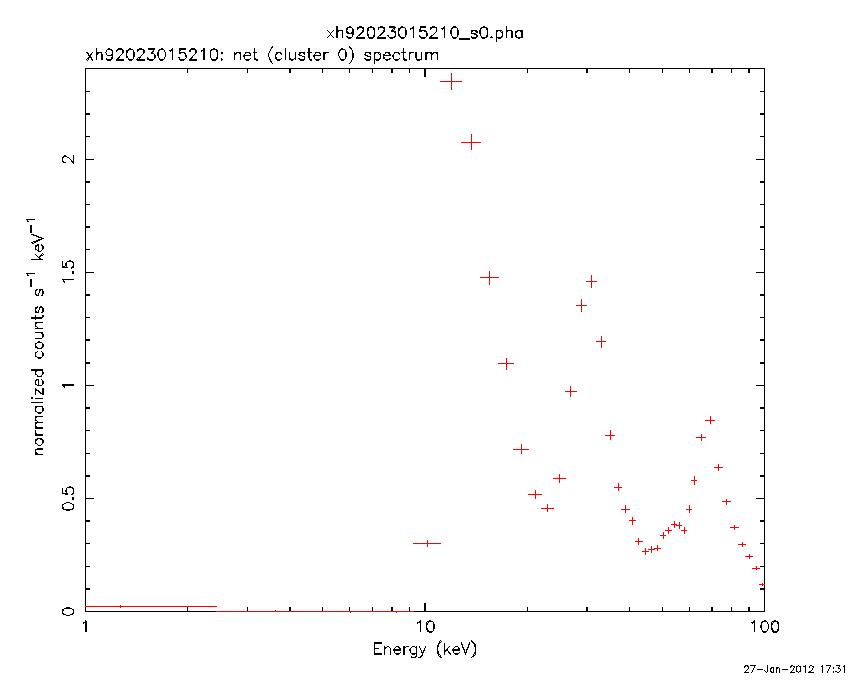 xh92023015210_s0.pha
xh92023015210: net (cluster 0) spectrum
normalized counts s⁻¹ keV⁻¹
2
1.5
1
0.5
0
1 10 100
Energy (keV)
27-Jan-2012 17:31